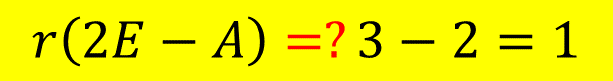 r(2E − A) =? 3 − 2 = 1